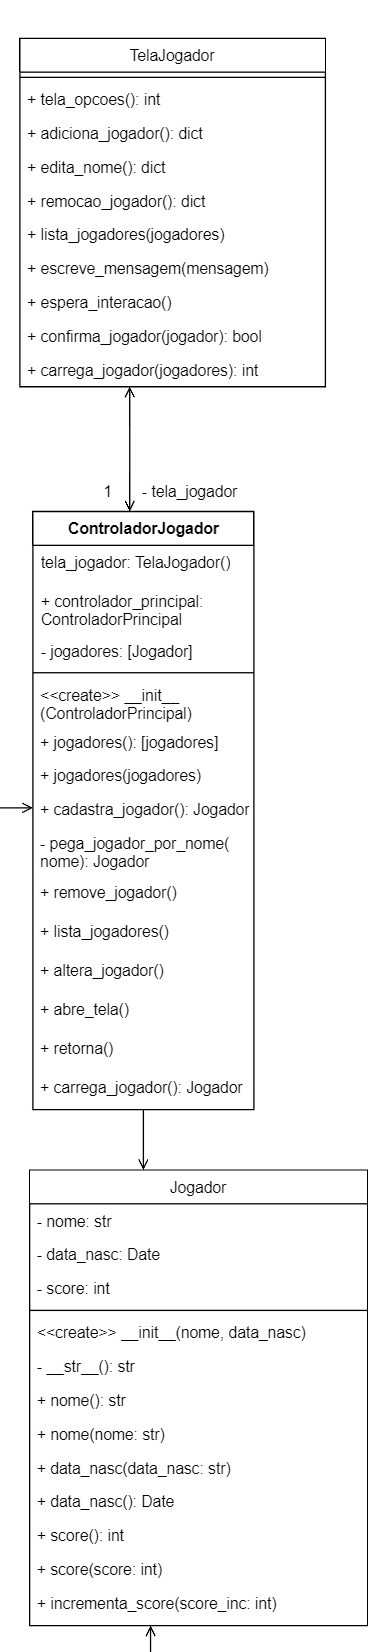 TelaJogador
+ tela_opcoes(): int
+ adiciona_jogador(): dict
+ edita_nome(): dict
+ remocao_jogador(): dict
+ lista_jogadores(jogadores)
+ escreve_mensagem(mensagem)
+ espera_interacao()
+ confirma_jogador(jogador): bool
+ carrega_jogador(jogadores): int
1 - tela_jogador
ControladorJogador
tela_jogador: TelaJogador()
+ controlador_principal:
ControladorPrincipal
- jogadores: [Jogador]
<<create>> __init__
(ControladorPrincipal)
+ jogadores(): [jogadores]
+ jogadores(jogadores)
+ cadastra_jogador(): Jogador
- pega_jogador_por_nome(
nome): Jogador
+ remove_jogador()
+ lista_jogadores()
+ altera_jogador()
+ abre_tela()
+ retorna()
+ carrega_jogador(): Jogador
Jogador
- nome: str
- data_nasc: Date
- score: int
<<create>> __init__(nome, data_nasc)
- __str__(): str
+ nome(): str
+ nome(nome: str)
+ data_nasc(data_nasc: str)
+ data_nasc(): Date
+ score(): int
+ score(score: int)
+ incrementa_score(score_inc: int)